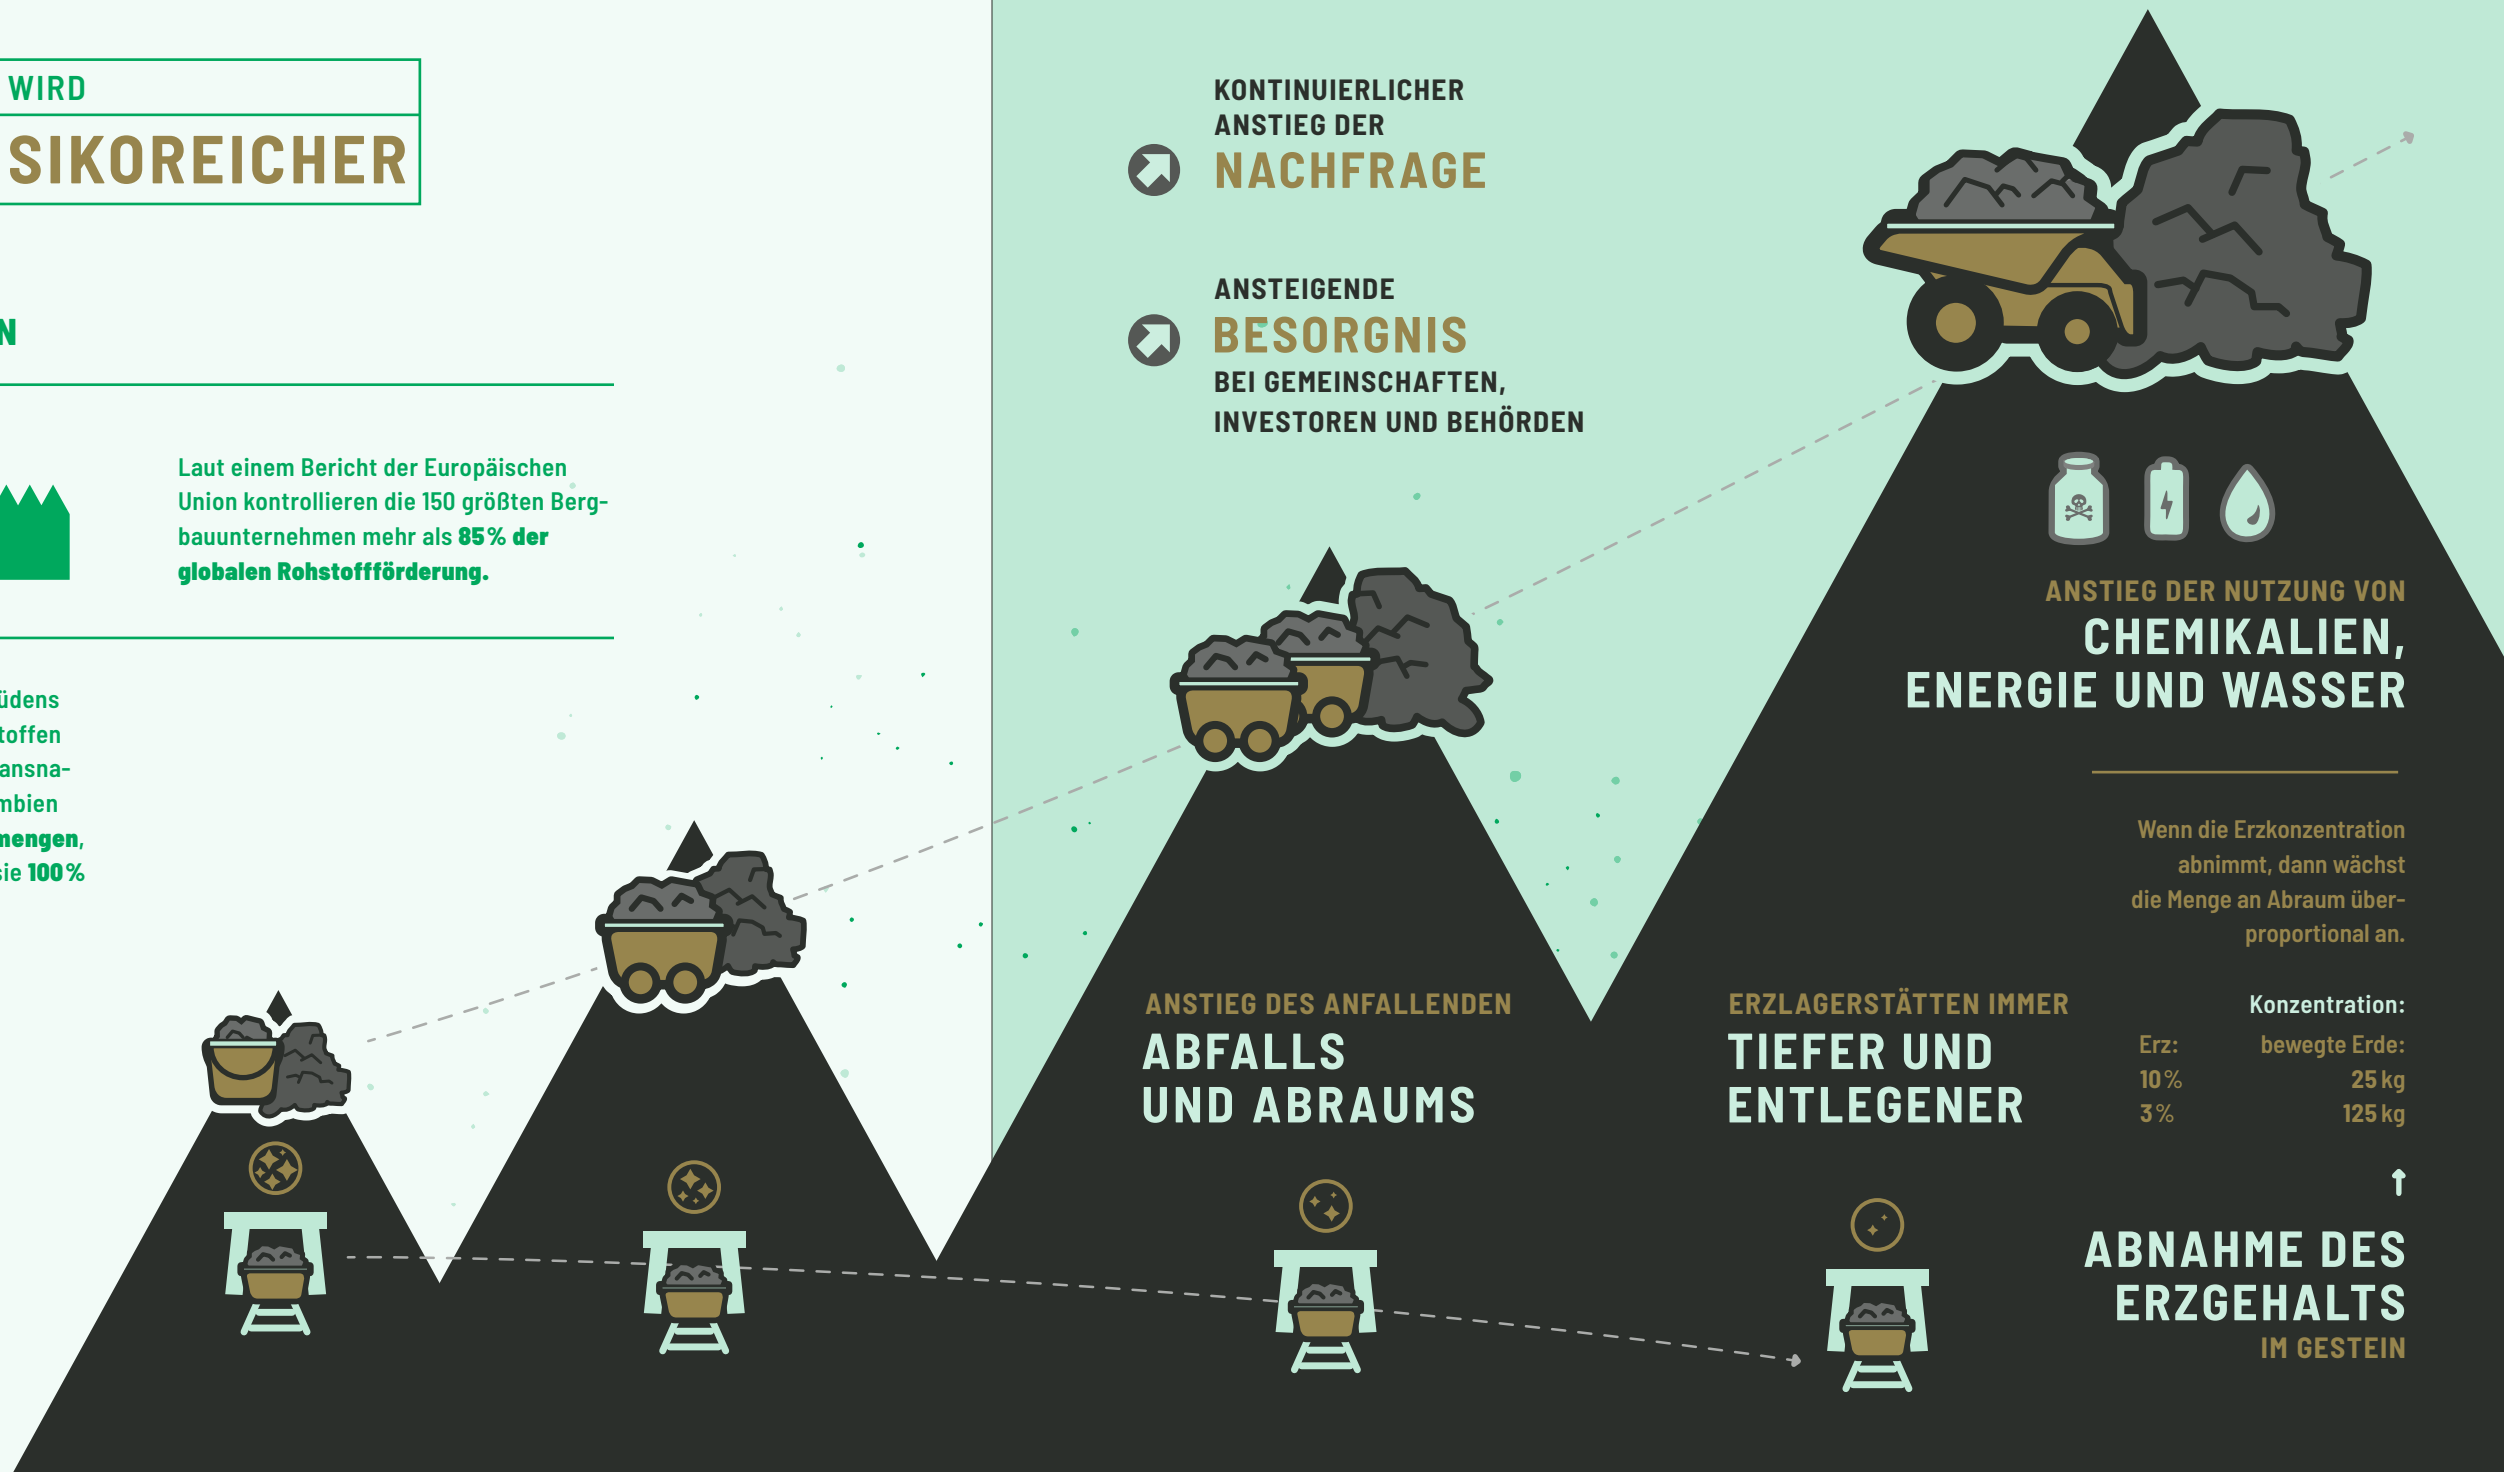 WIRD
SIKOREICHER
N
Laut einem Bericht der Europäischen
Union kontrollieren die 150 größten Berg-
bauunternehmen mehr als 85% der
globalen Rohstoffförderung.
üdens
toffen
ansna-
mbien
mengen,
sie 100%
KONTINUIERLICHER
ANSTIEG DER
NACHFRAGE
ANSTEIGENDE
BESORGNIS
BEI GEMEINSCHAFTEN,
INVESTOREN UND BEHÖRDEN
ANSTIEG DER NUTZUNG VON
CHEMIKALIEN,
ENERGIE UND WASSER
Wenn die Erzkonzentration
abnimmt, dann wächst
die Menge an Abraum über-
proportional an.
ANSTIEG DES ANFALLENDEN
ABFALLS
UND ABRAUMS
ERZLAGERSTÄTTEN IMMER
TIEFER UND
ENTLEGENER
Konzentration:
Erz: bewegte Erde:
10% 25 kg
3% 125 kg
ABNAHME DES
ERZGEHALTS
IM GESTEIN